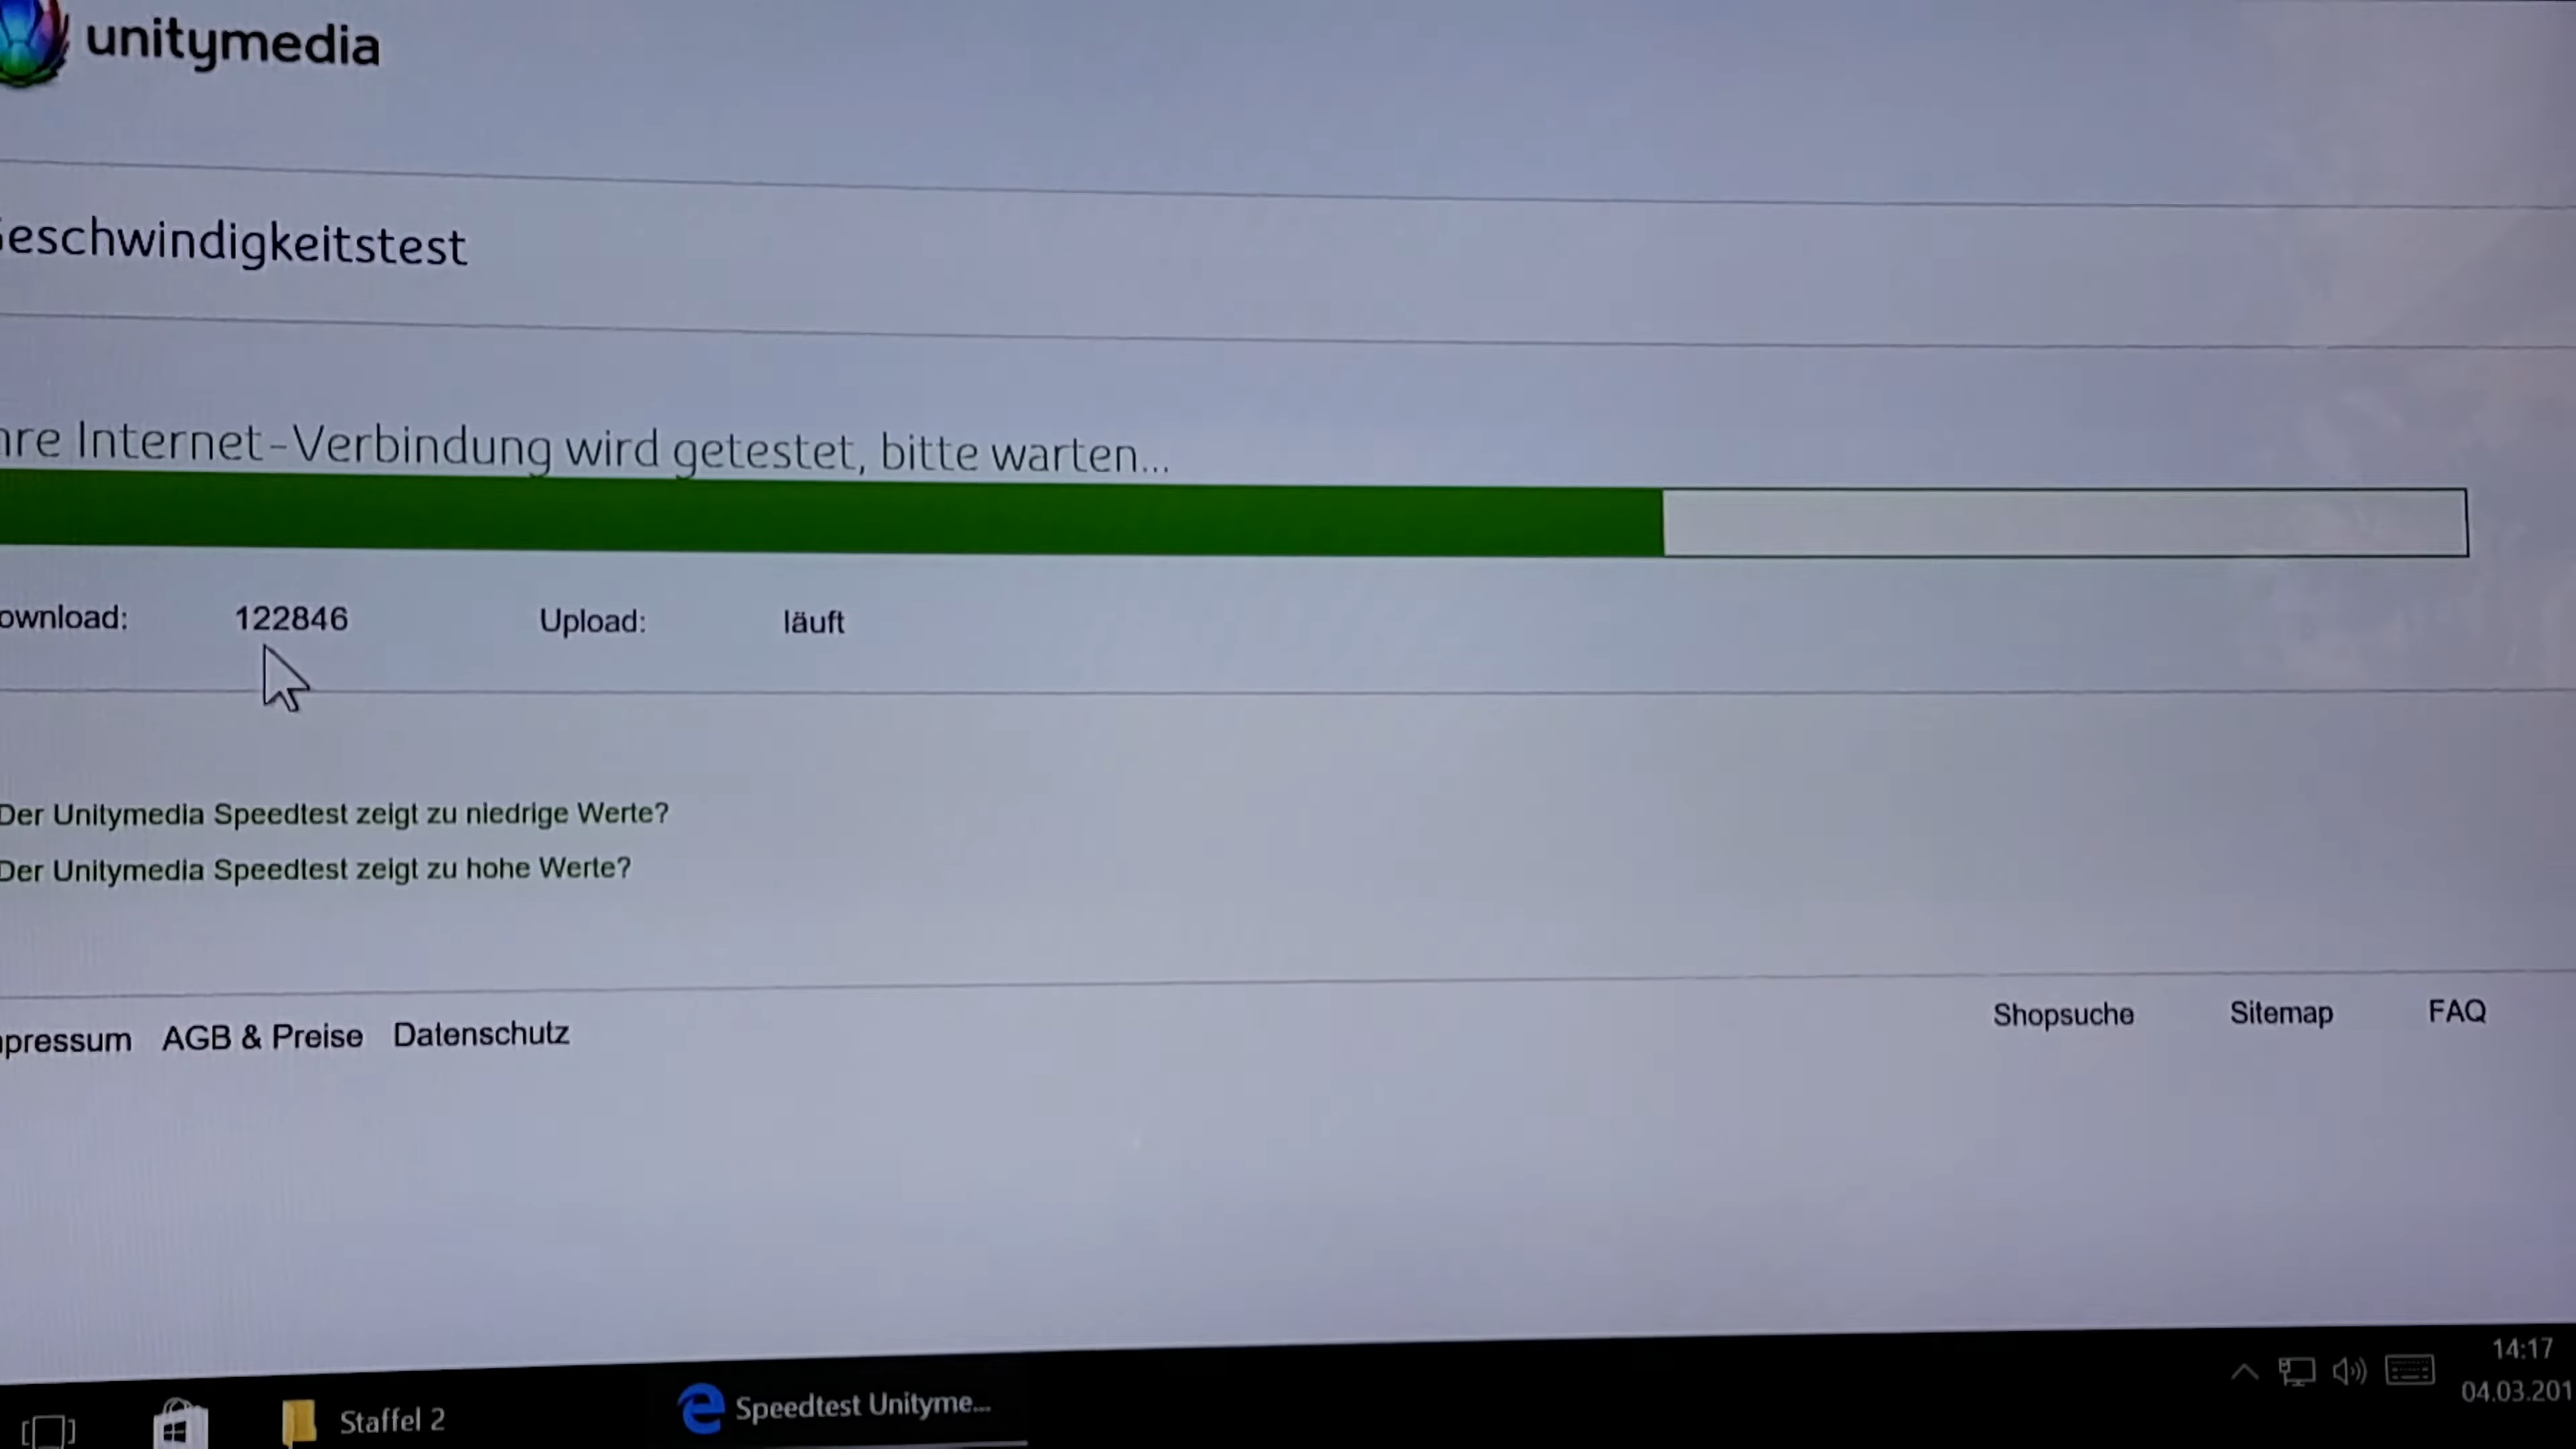 unitymedia
eschwindigkeitstest
hre Internet-Verbindung wird getestet, bitte warten...
ownload: 122846 Upload: läuft
Der Unitymedia Speedtest zeigt zu niedrige Werte?
Der Unitymedia Speedtest zeigt zu hohe Werte?
pressum AGB & Preise Datenschutz Shopsuche Sitemap FAQ
Staffel 2 Speedtest Unityme... 14:17
04.03.201